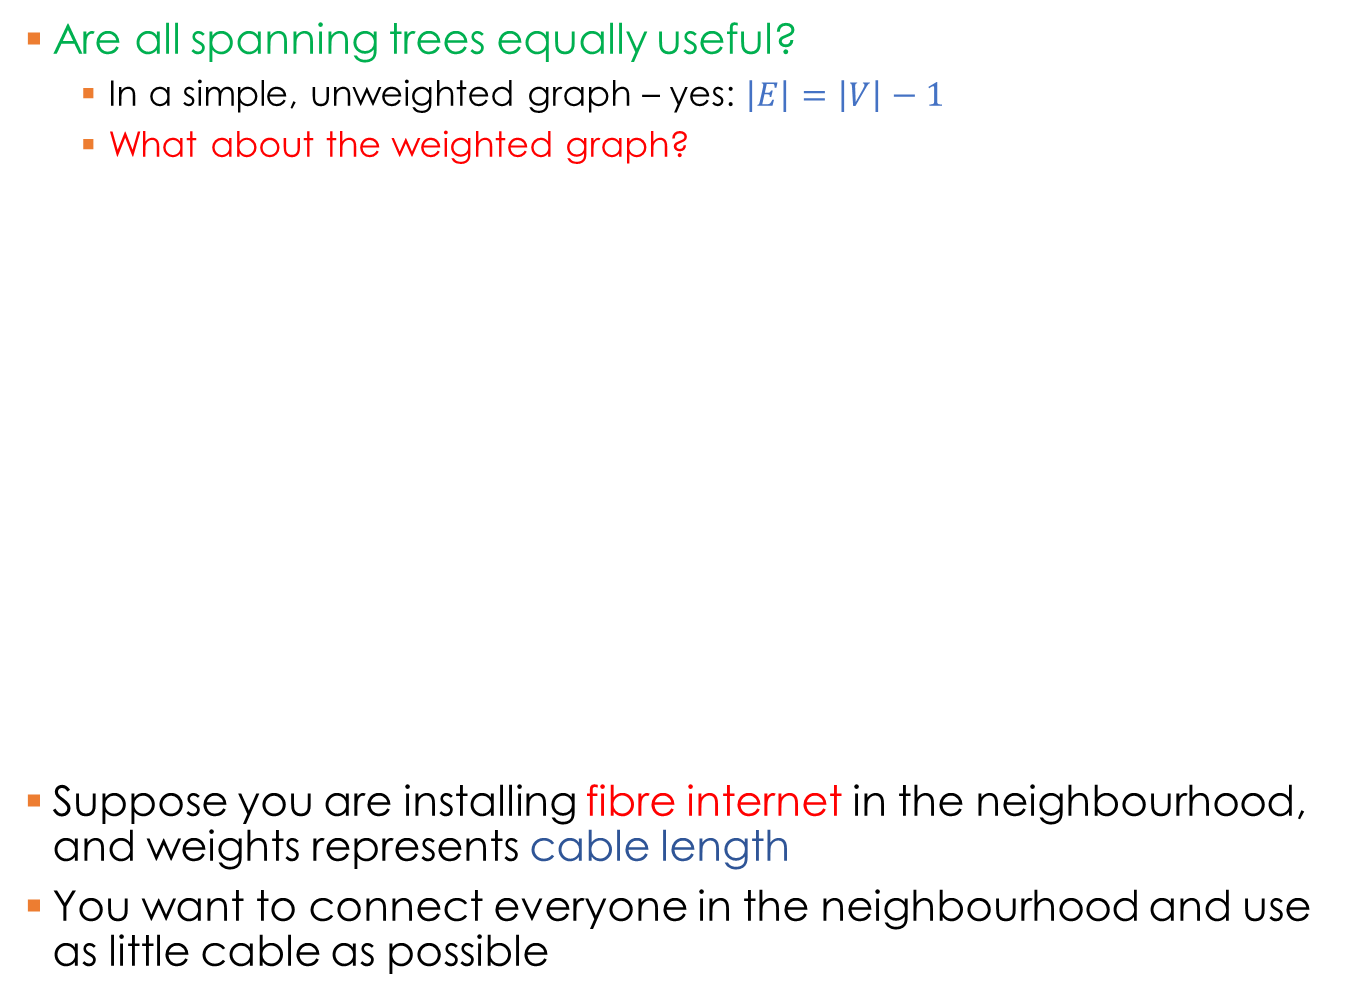 ▪ Are all spanning trees equally useful?
▪ In a simple, unweighted graph – yes: |E| = |V| − 1
▪ What about the weighted graph?
▪ Suppose you are installing fibre internet in the neighbourhood,
and weights represents cable length
▪ You want to connect everyone in the neighbourhood and use
as little cable as possible